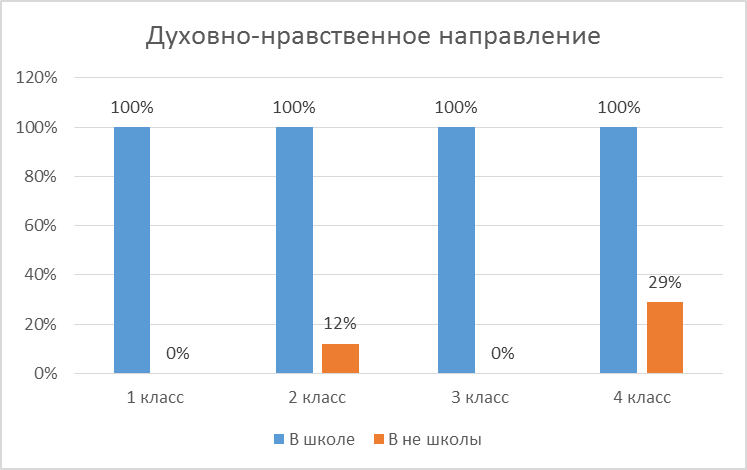 Духовно-нравственное направление
120%
100%
80%
60%
40%
20%
0%
100%
0%
100%
12%
100%
0%
100%
29%
1 класс
2 класс
3 класс
4 класс
В школе
В не школы